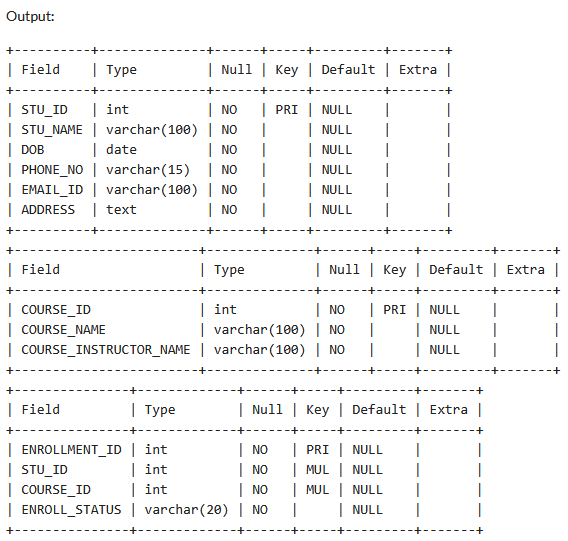 Output:
+----------+--------------+------+-----+---------+-------+
| Field    | Type         | Null | Key | Default | Extra |
+----------+--------------+------+-----+---------+-------+
| STU_ID   | int          | NO   | PRI | NULL    |       |
| STU_NAME | varchar(100) | NO   |     | NULL    |       |
| DOB      | date         | NO   |     | NULL    |       |
| PHONE_NO | varchar(15)  | NO   |     | NULL    |       |
| EMAIL_ID | varchar(100) | NO   |     | NULL    |       |
| ADDRESS  | text         | NO   |     | NULL    |       |
+----------+--------------+------+-----+---------+-------+
+------------------------+--------------+------+-----+---------+-------+
| Field                  | Type         | Null | Key | Default | Extra |
+------------------------+--------------+------+-----+---------+-------+
| COURSE_ID              | int          | NO   | PRI | NULL    |       |
| COURSE_NAME            | varchar(100) | NO   |     | NULL    |       |
| COURSE_INSTRUCTOR_NAME | varchar(100) | NO   |     | NULL    |       |
+------------------------+--------------+------+-----+---------+-------+
+---------------+-------------+------+-----+---------+-------+
| Field         | Type        | Null | Key | Default | Extra |
+---------------+-------------+------+-----+---------+-------+
| ENROLLMENT_ID | int         | NO   | PRI | NULL    |       |
| STU_ID        | int         | NO   | MUL | NULL    |       |
| COURSE_ID     | int         | NO   | MUL | NULL    |       |
| ENROLL_STATUS | varchar(20) | NO   |     | NULL    |       |
+---------------+-------------+------+-----+---------+-------+